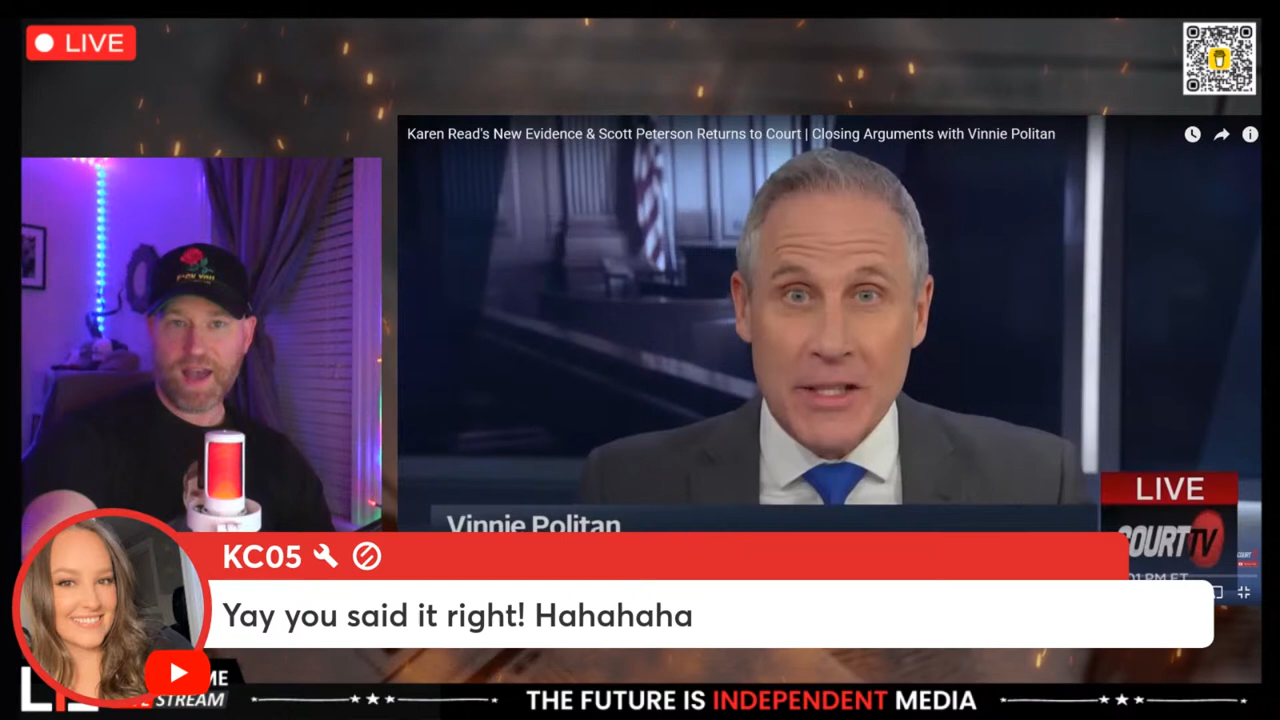 LIVE
Karen Read's New Evidence & Scott Peterson Returns to Court | Closing Arguments with Vinnie Politan
Vinnie Politan
LIVE
COURT TV
KC05
Yay you said it right! Hahahaha
STREAM
THE FUTURE IS INDEPENDENT MEDIA